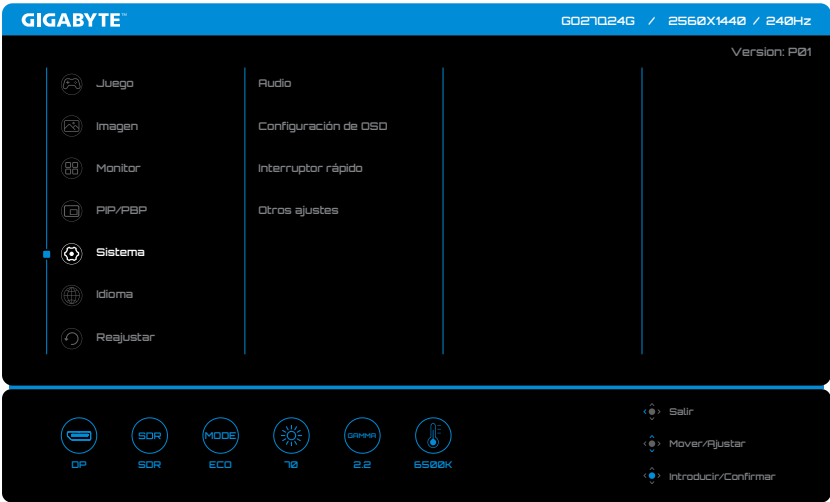 GIGABYTE™
GO27Q24G / 2560X1440 / 240Hz
Version: P01
Juego
Audio
Imagen
Configuración de OSD
Monitor
Interruptor rápido
PIP/PBP
Otros ajustes
Sistema
Idioma
Reajustar
SDR
MODE
GAMMA
DP
SDR
ECO
70
2.2
6500K
Salir
Mover/Ajustar
Introducir/Confirmar